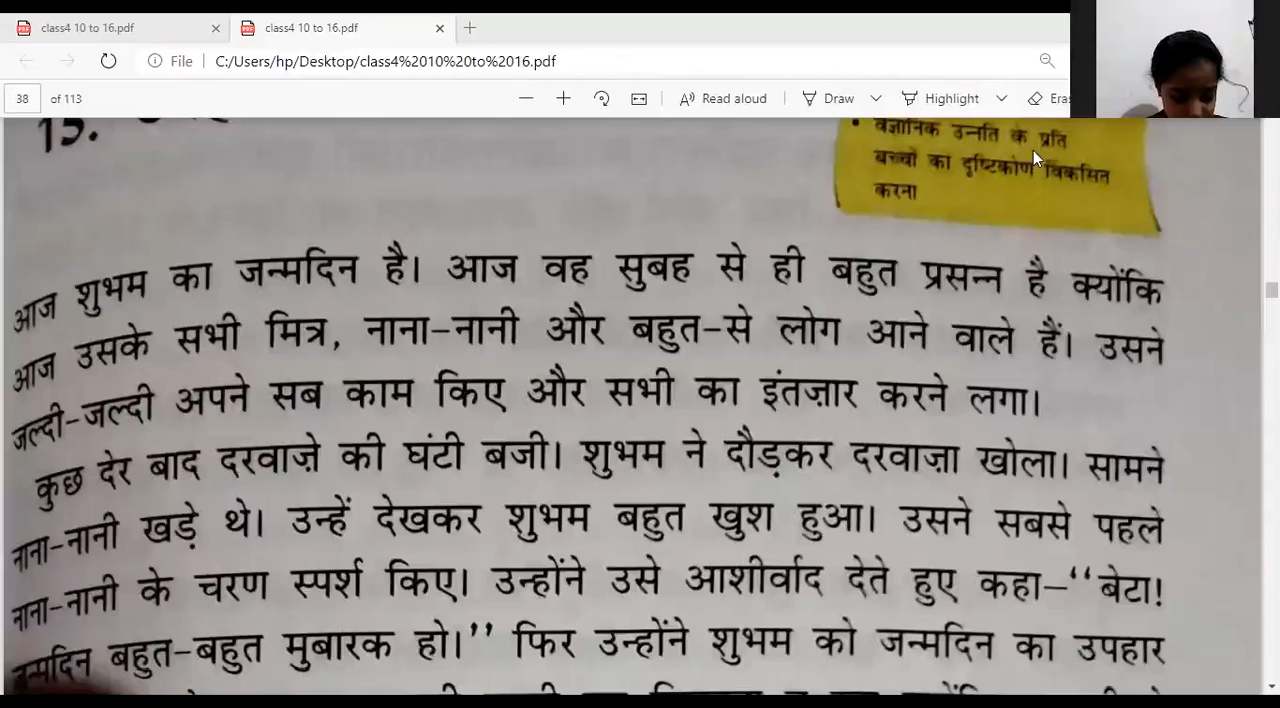 class4 10 to 16.pdf
class4 10 to 16.pdf
File C:/Users/hp/Desktop/class4%2010%20to%2016.pdf
38 of 113 Read aloud Draw Highlight Eras
15.
वैज्ञानिक उन्नति के प्रति
बच्चों का दृष्टिकोण विकसित
करना
आज शुभम का जन्मदिन है। आज वह सुबह से ही बहुत प्रसन्न है क्योंकि
आज उसके सभी मित्र, नाना-नानी और बहुत-से लोग आने वाले हैं। उसने
जल्दी-जल्दी अपने सब काम किए और सभी का इंतज़ार करने लगा।
कुछ देर बाद दरवाज़े की घंटी बजी। शुभम ने दौड़कर दरवाज़ा खोला। सामने
नाना-नानी खड़े थे। उन्हें देखकर शुभम बहुत खुश हुआ। उसने सबसे पहले
नाना-नानी के चरण स्पर्श किए। उन्होंने उसे आशीर्वाद देते हुए कहा-“बेटा!
जन्मदिन बहुत-बहुत मुबारक हो।” फिर उन्होंने शुभम को जन्मदिन का उपहार